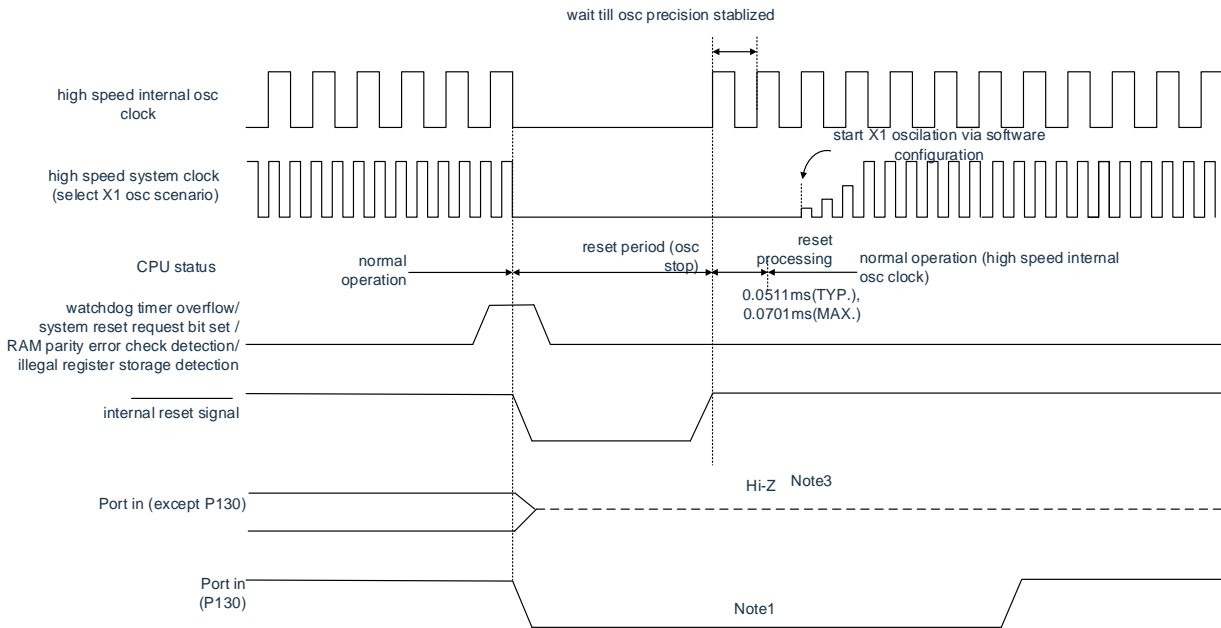 wait till osc precision stablized
high speed internal osc
clock
start X1 oscilation via software
configuration
high speed system clock
(select X1 osc scenario)
CPU status
normal
operation
reset period (osc
stop)
reset
processing
normal operation (high speed internal
osc clock)
0.0511ms(TYP.),
0.0701ms(MAX.)
watchdog timer overflow/
system reset request bit set /
RAM parity error check detection/
illegal register storage detection
internal reset signal
Hi-Z Note3
Port in (except P130)
Port in
(P130)
Note1